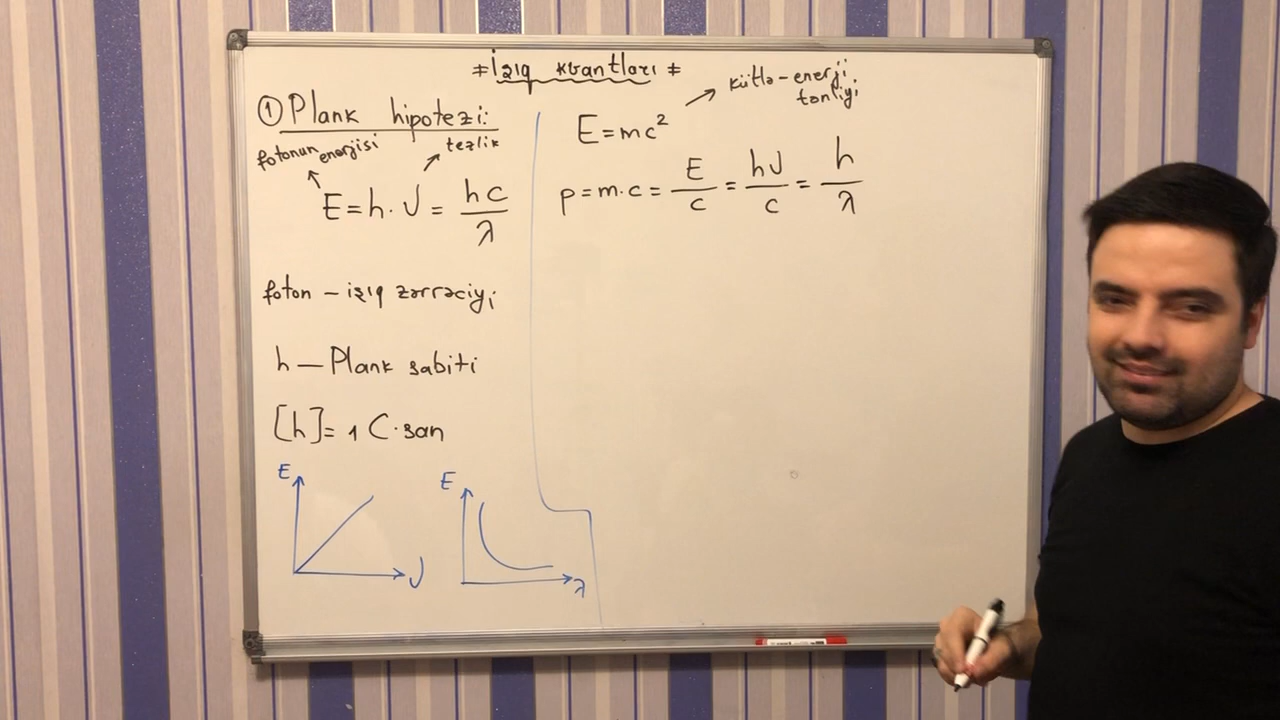 ≠ İşıq kvantları ≠
① Plank hipotezi:
fotonun enerjisi
tezlik
E = h · ν = hc/λ
foton – işıq zərrəciyi
h — Plank sabiti
[h] = 1 C · san
E
ν
E
λ
kütlə-enerji
tənliyi
E = mc²
p = m·c = E/c = hν/c = h/λ